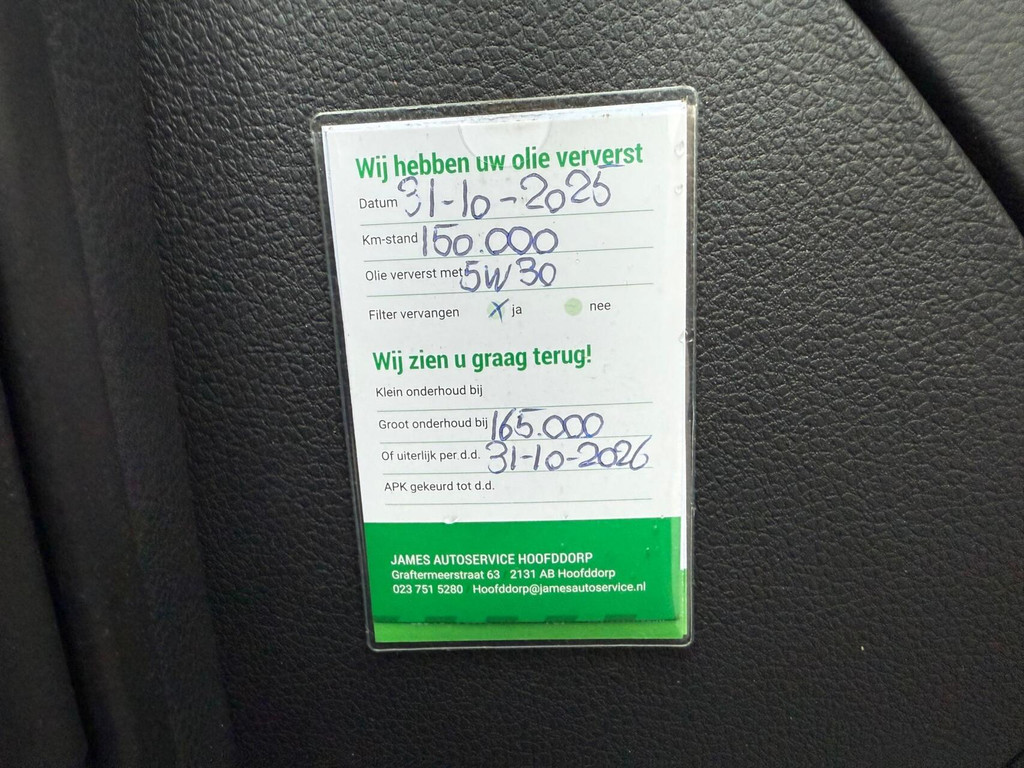 Wij hebben uw olie ververst
Datum 31-10-2025
Km-stand 150.000
Olie ververst met 5W30
Filter vervangen X ja nee
Wij zien u graag terug!
Klein onderhoud bij
Groot onderhoud bij 165.000
Of uiterlijk per d.d. 31-10-2026
APK gekeurd tot d.d.
JAMES AUTOSERVICE HOOFDDORP
Graftermeerstraat 63 2131 AB Hoofddorp
023 751 5280 Hoofddorp@jamesautoservice.nl